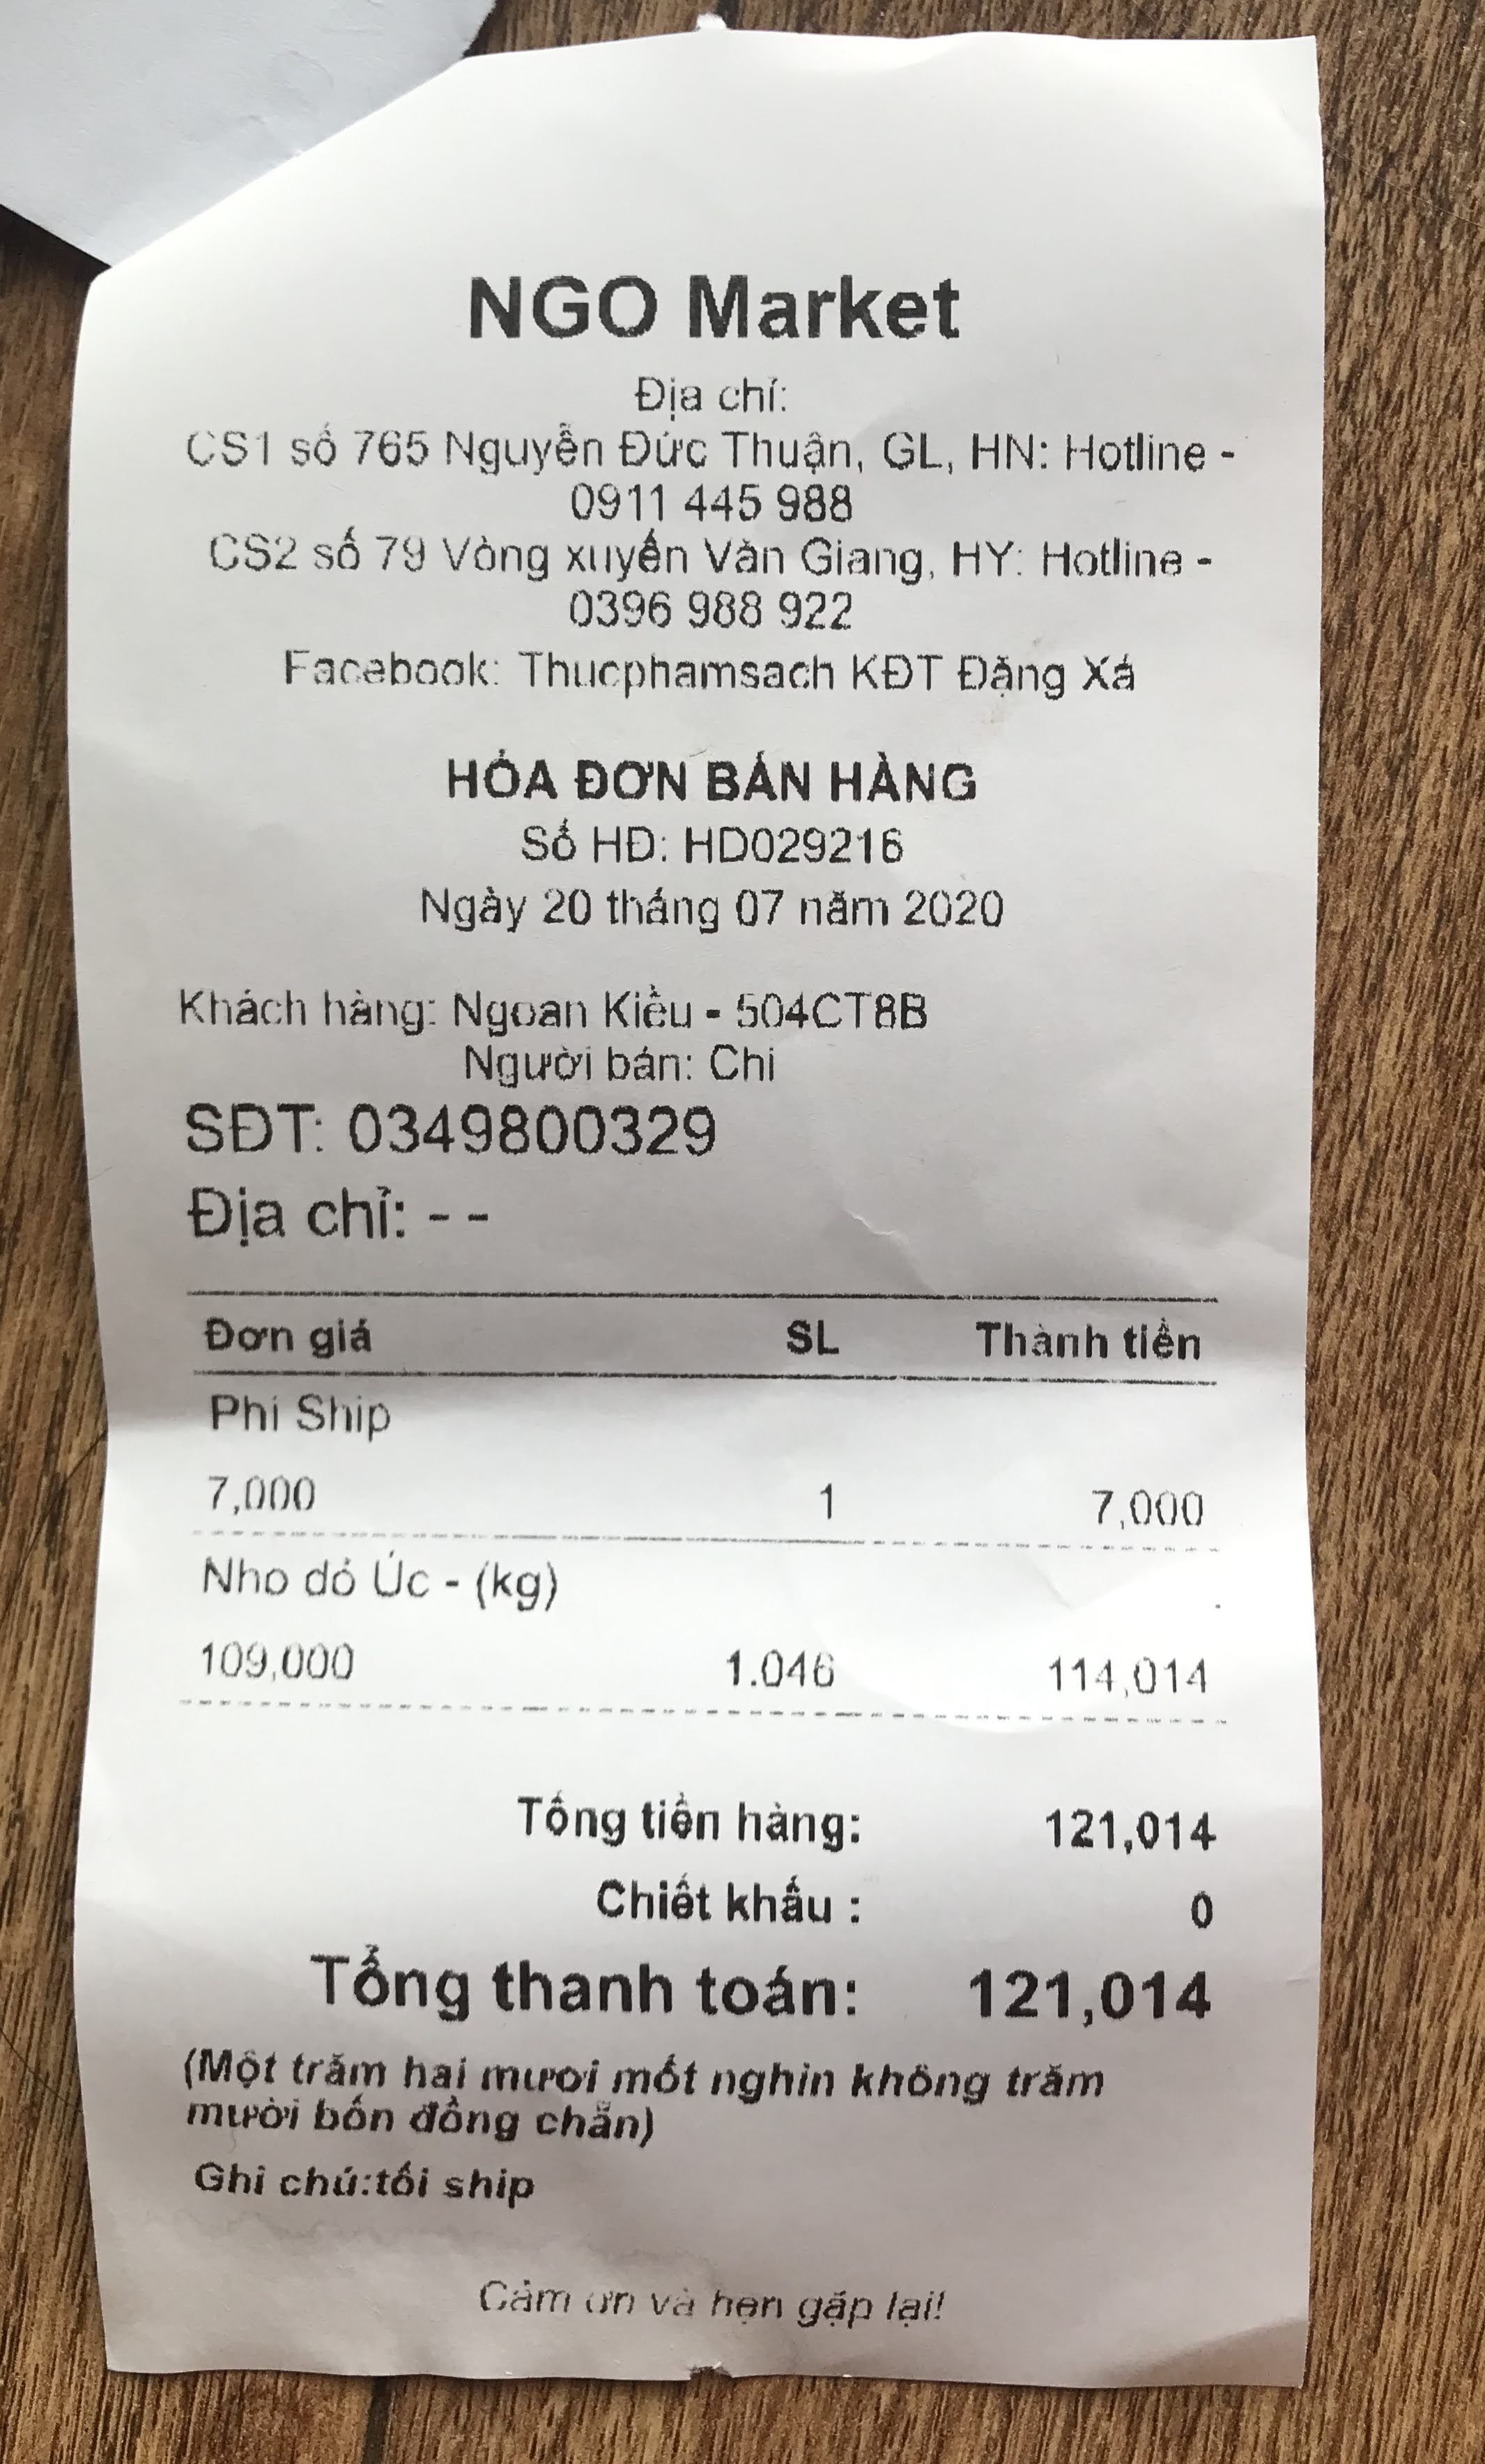 NGO Market
Địa chỉ:
CS1 số 765 Nguyễn Đức Thuận, GL, HN: Hotline -
0911 445 988
CS2 số 79 Vòng xuyến Văn Giang, HY: Hotline -
0396 988 922
Facebook: Thucphamsach KĐT Đặng Xá
HÓA ĐƠN BÁN HÀNG
Số HD: HD029216
Ngày 20 tháng 07 năm 2020
Khách hàng: Ngoan Kiều - 504CT8B
Người bán: Chi
SĐT: 0349800329
Địa chỉ: - -
Đơn giá SL Thành tiền
Phí Ship
7,000 1 7,000
Nho đỏ Úc - (kg)
109,000 1.046 114,014
Tổng tiền hàng: 121,014
Chiết khấu : 0
Tổng thanh toán: 121,014
(Một trăm hai mươi mốt nghìn không trăm
mười bốn đồng chẵn)
Ghi chú:tối ship
Cảm ơn và hẹn gặp lại!